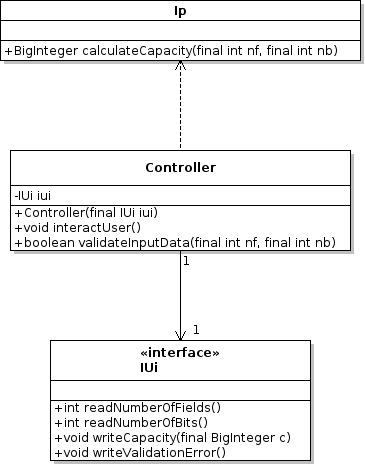 Ip
+BigInteger calculateCapacity(final int nf, final int nb)
Controller
-IUi iui
+Controller(final IUi iui)
+void interactUser()
+boolean validateInputData(final int nf, final int nb)
1
1
«interface»
IUi
+int readNumberOfFields()
+int readNumberOfBits()
+void writeCapacity(final BigInteger c)
+void writeValidationError()